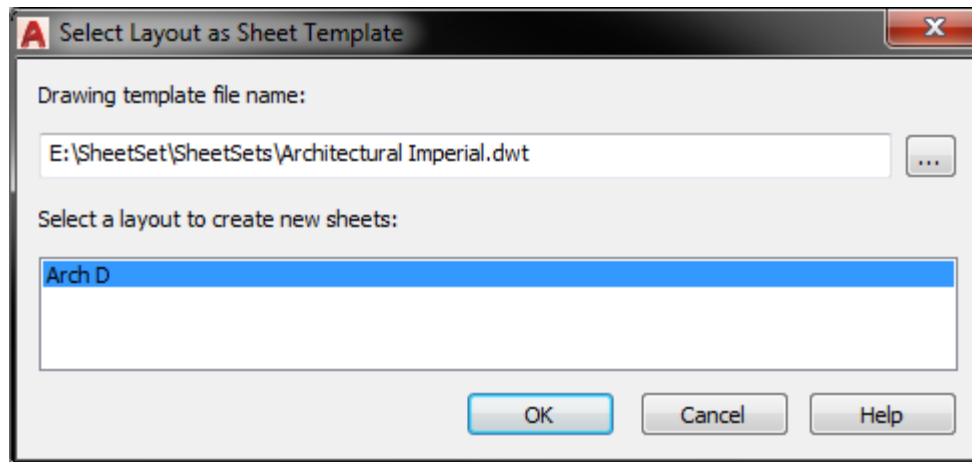 Select Layout as Sheet Template
Drawing template file name:
E:\SheetSet\SheetSets\Architectural Imperial.dwt
...
Select a layout to create new sheets:
Arch D
OK Cancel Help